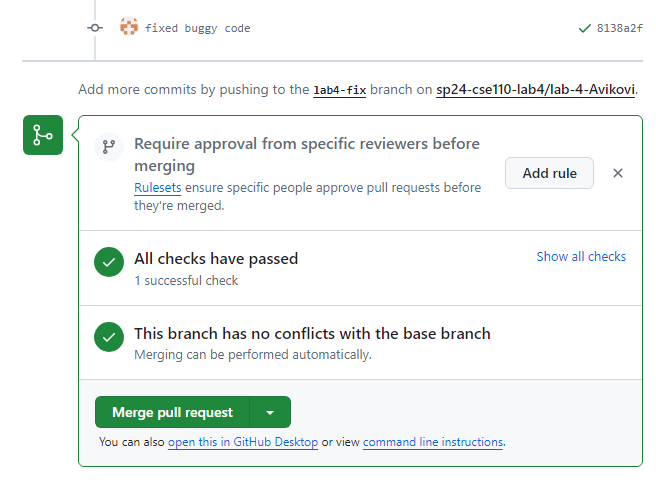 fixed buggy code 8138a2f
Add more commits by pushing to the lab4-fix branch on sp24-cse110-lab4/lab-4-Avikovi.
Require approval from specific reviewers before
merging
Rulesets ensure specific people approve pull requests before
they're merged.
Add rule
All checks have passed
Show all checks
1 successful check
This branch has no conflicts with the base branch
Merging can be performed automatically.
Merge pull request
You can also open this in GitHub Desktop or view command line instructions.